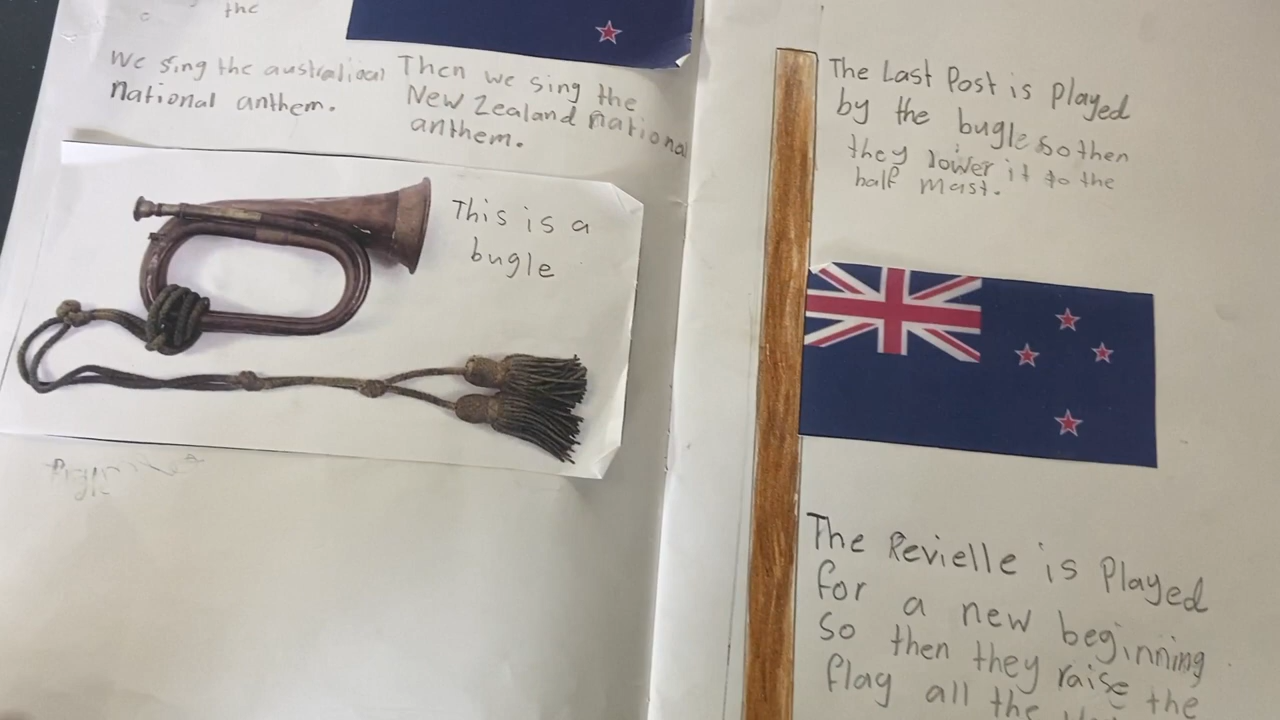 the
We sing the australiaan
national anthem.
Then we sing the
New Zealand national
anthem.
This is a
bugle
The Last Post is played
by the bugle so then
they lower it to the
half mast.
The Revielle is Played
for a new beginning
so then they raise the
flag all the